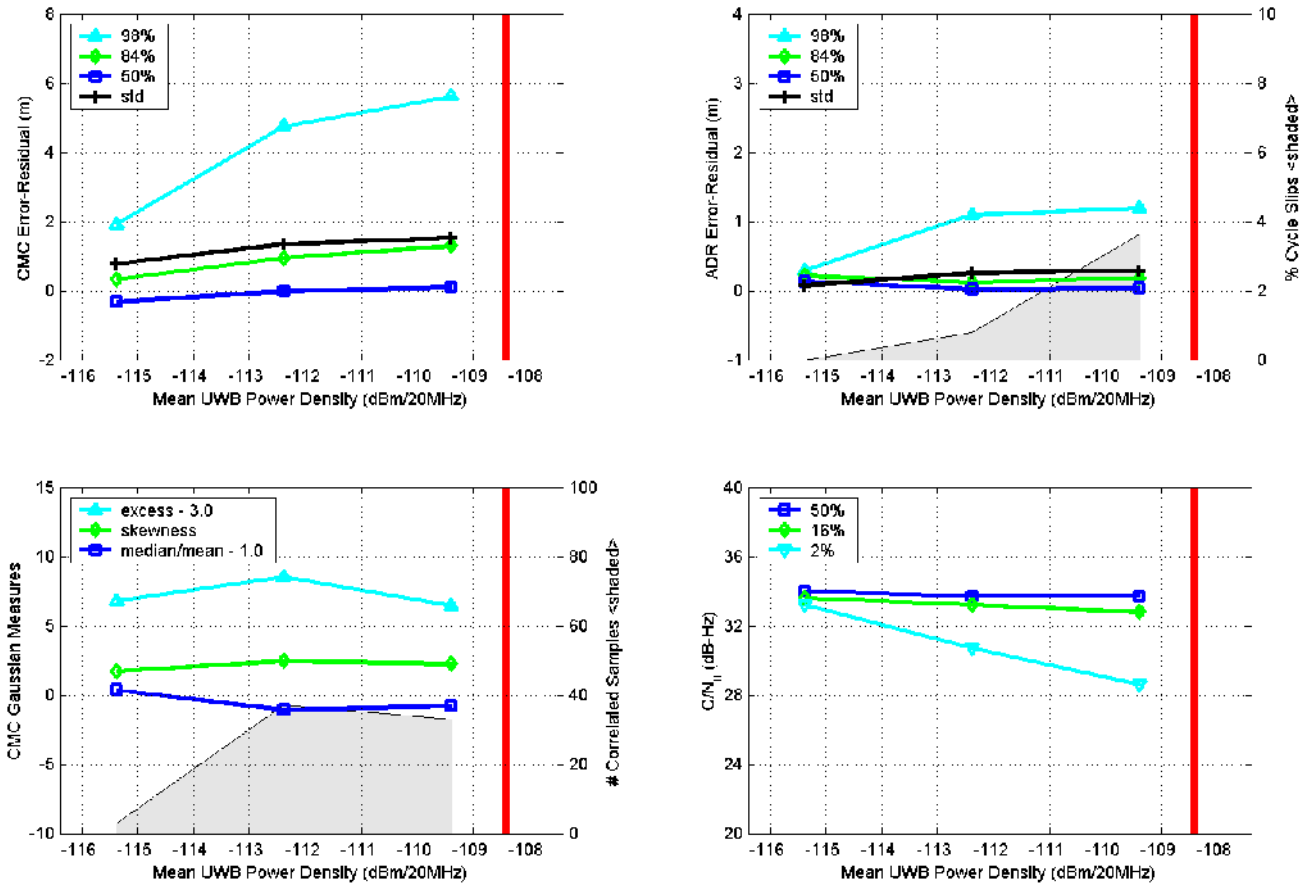 8
6
4
2
0
-2
CMC Error-Residual (m)
98%
84%
50%
std
-116 -115 -114 -113 -112 -111 -110 -109 -108
Mean UWB Power Density (dBm/20MHz)
4
3
2
1
0
-1
ADR Error-Residual (m)
98%
84%
50%
std
10
8
6
4
2
0
% Cycle Slips <shaded>
-116 -115 -114 -113 -112 -111 -110 -109 -108
Mean UWB Power Density (dBm/20MHz)
15
10
5
0
-5
-10
CMC Gaussian Measures
excess - 3.0
skewness
median/mean - 1.0
100
80
60
40
20
0
# Correlated Samples <shaded>
-116 -115 -114 -113 -112 -111 -110 -109 -108
Mean UWB Power Density (dBm/20MHz)
40
36
32
28
24
20
C/N0 (dB-Hz)
50%
16%
2%
-116 -115 -114 -113 -112 -111 -110 -109 -108
Mean UWB Power Density (dBm/20MHz)